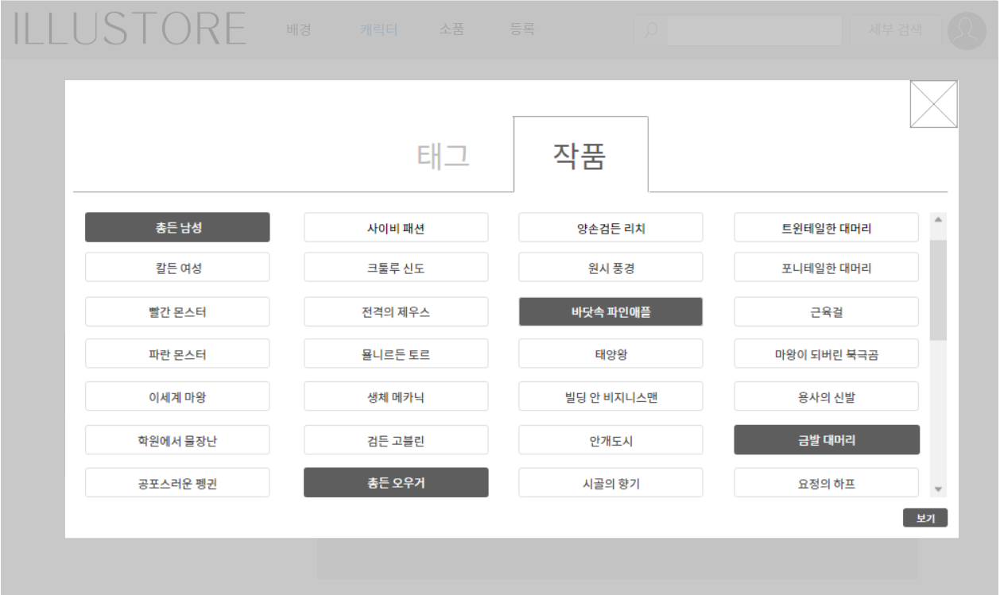 ILLUSTORE 배경 캐릭터 소품 등록 세부 검색
태그 작품
총든 남성 사이비 패션 양손검든 리치 트윈테일한 대머리
칼든 여성 크툴루 신도 원시 풍경 포니테일한 대머리
빨간 몬스터 전격의 제우스 바닷속 파인애플 근육걸
파란 몬스터 묠니르든 토르 태양왕 마왕이 되버린 북극곰
이세계 마왕 생체 메카닉 빌딩 안 비지니스맨 용사의 신발
학원에서 물장난 검든 고블린 안개도시 금발 대머리
공포스러운 펭귄 총든 오우거 시골의 향기 요정의 하프
보기